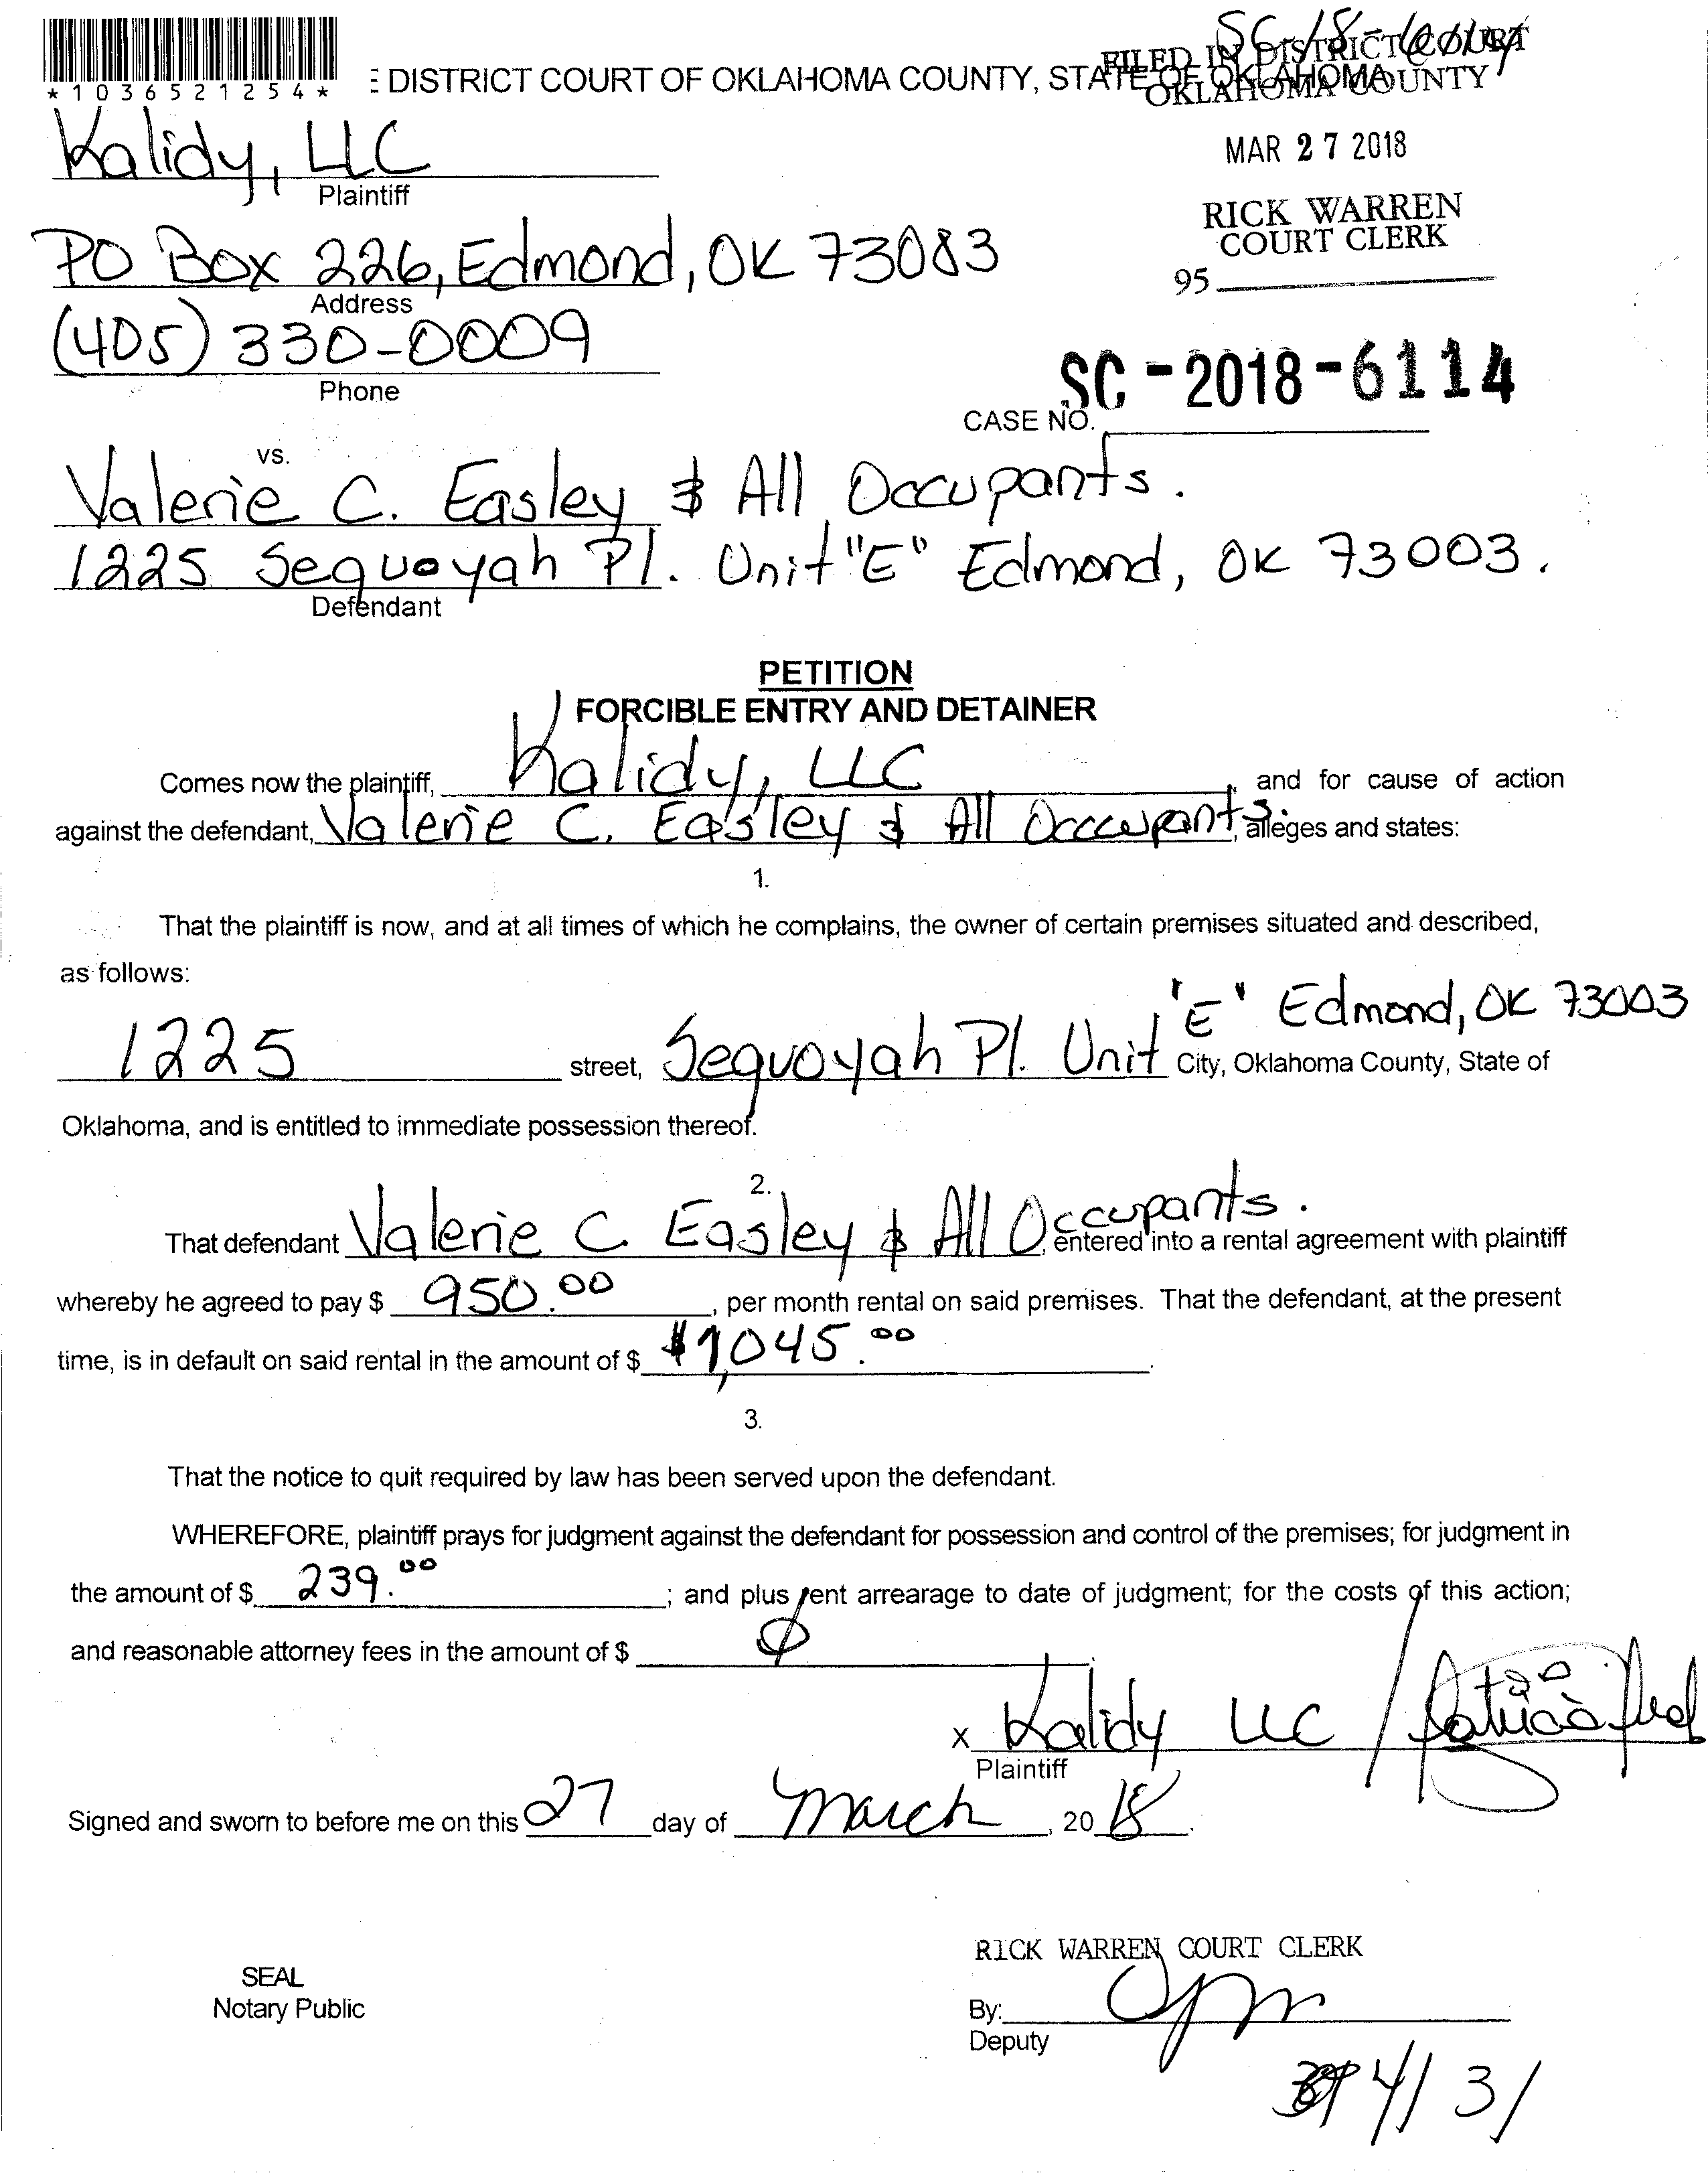 SC-18-6114
FILED IN DISTRICT COURT
OKLAHOMA COUNTY
* 1 0 3 6 5 2 1 2 5 4 *
E DISTRICT COURT OF OKLAHOMA COUNTY, STATE OF OKLAHOMA
MAR 27 2018
RICK WARREN
COURT CLERK
95
Kalidy, LLC
Plaintiff
PO Box 226, Edmond, OK 73083
Address
(405) 330-0009
Phone
SC-2018-6114
CASE NO.
vs.
Valerie C. Easley & All Occupants.
1225 Sequoyah Pl. Unit "E" Edmond, OK 73003.
Defendant
PETITION
FORCIBLE ENTRY AND DETAINER
Comes now the plaintiff, Kalidy, LLC, and for cause of action
against the defendant, Valerie C. Easley & All Occcupants., alleges and states:
1.
That the plaintiff is now, and at all times of which he complains, the owner of certain premises situated and described,
as follows:
1225 street, Sequoyah Pl. Unit 'E' Edmond, OK 73003 City, Oklahoma County, State of
Oklahoma, and is entitled to immediate possession thereof.
2.
That defendant Valerie C. Easley & All Occupants., entered into a rental agreement with plaintiff
whereby he agreed to pay $ 950.00, per month rental on said premises. That the defendant, at the present
time, is in default on said rental in the amount of $ $1,045.00.
3.
That the notice to quit required by law has been served upon the defendant.
WHEREFORE, plaintiff prays for judgment against the defendant for possession and control of the premises; for judgment in
the amount of $ 239.00; and plus rent arrearage to date of judgment; for the costs of this action;
and reasonable attorney fees in the amount of $ Ø.
x Kalidy LLC /
Plaintiff
Signed and sworn to before me on this 27 day of March, 20 18.
RICK WARREN COURT CLERK
SEAL
Notary Public
By:
Deputy
4/ 3/